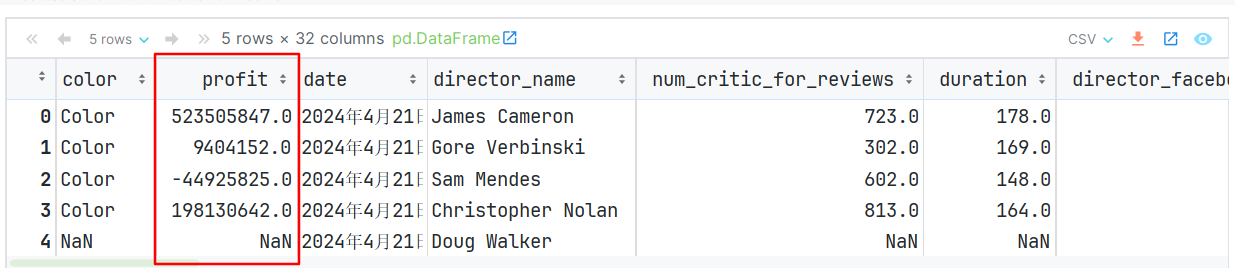 5 rows 5 rows × 32 columns pd.DataFrame CSV
color profit date director_name num_critic_for_reviews duration director_faceb
0 Color 523505847.0 2024年4月21日 James Cameron 723.0 178.0
1 Color 9404152.0 2024年4月21日 Gore Verbinski 302.0 169.0
2 Color -44925825.0 2024年4月21日 Sam Mendes 602.0 148.0
3 Color 198130642.0 2024年4月21日 Christopher Nolan 813.0 164.0
4 NaN NaN 2024年4月21日 Doug Walker NaN NaN